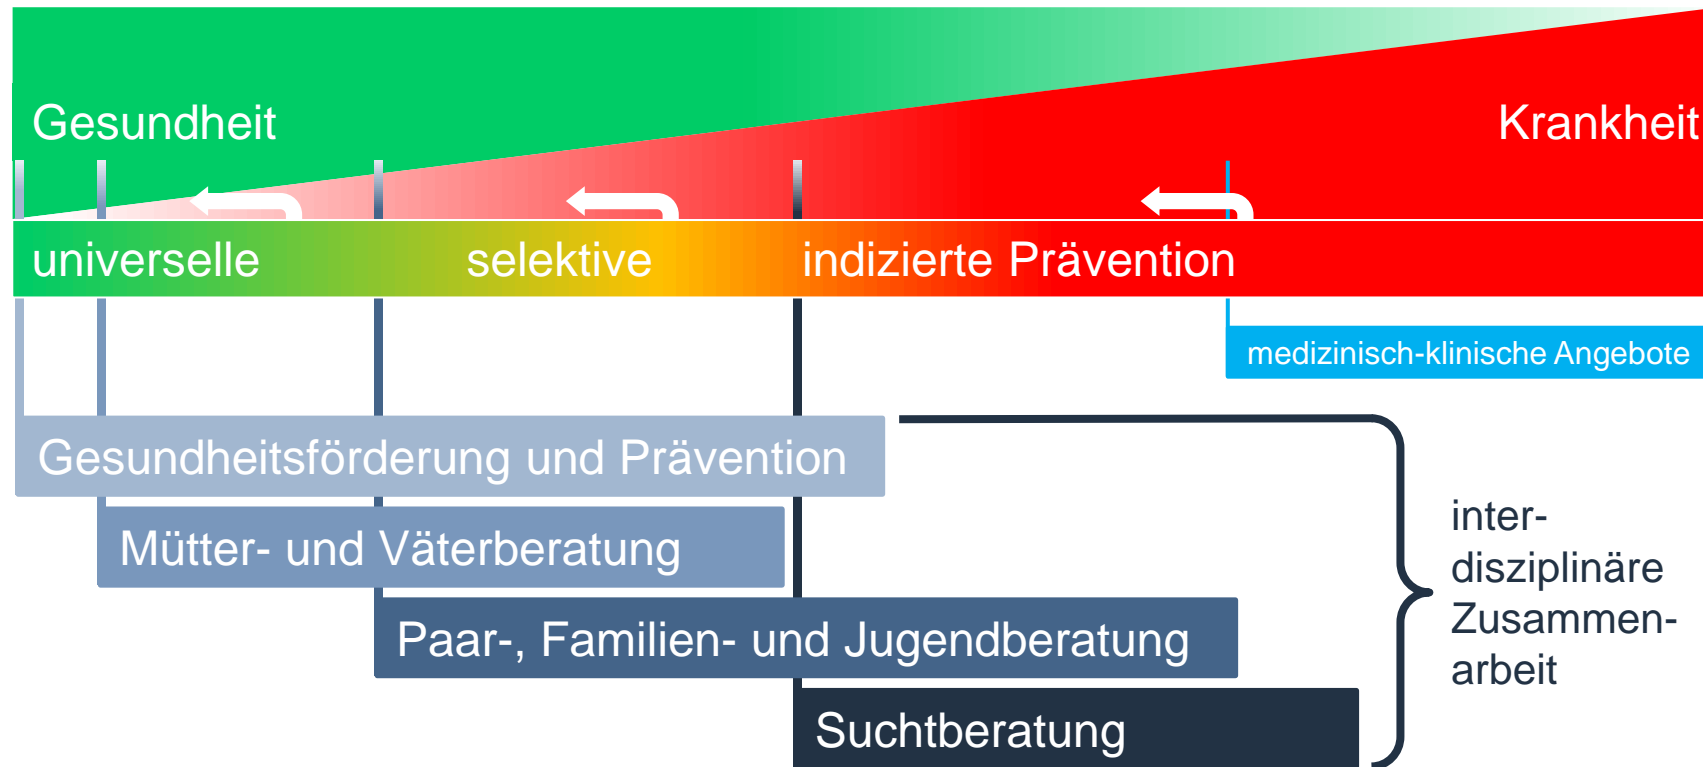 Gesundheit
Krankheit
universelle
selektive
indizierte Prävention
medizinisch-klinische Angebote
Gesundheitsförderung und Prävention
Mütter- und Väterberatung
Paar-, Familien- und Jugendberatung
Suchtberatung
inter-
disziplinäre
Zusammen-
arbeit